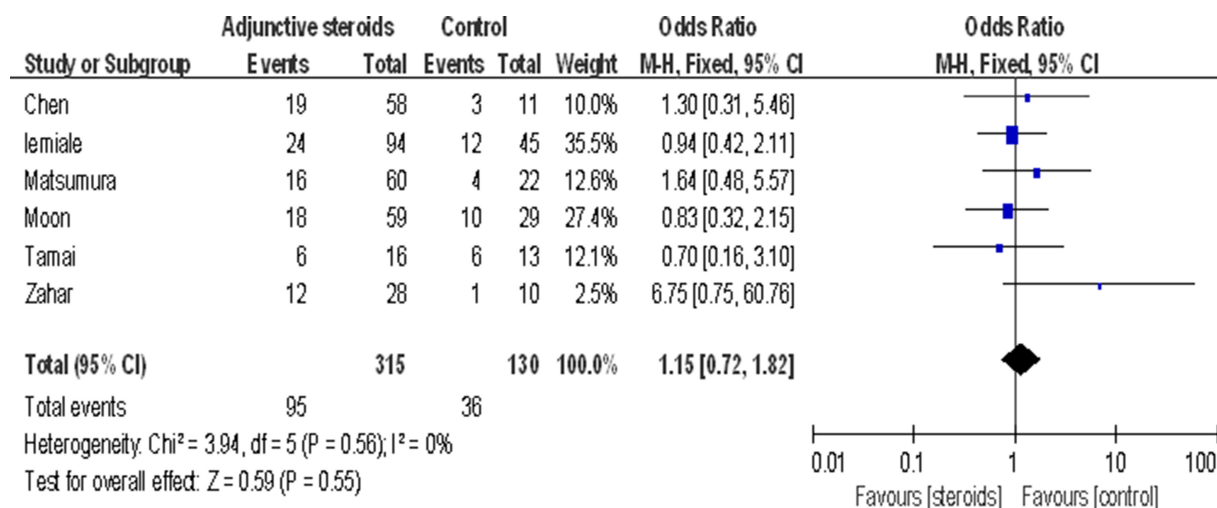 Adjunctive steroids Control Odds Ratio Odds Ratio
Study or Subgroup Events Total Events Total Weight M-H, Fixed, 95% CI M-H, Fixed, 95% CI
Chen 19 58 3 11 10.0% 1.30 [0.31, 5.46]
Iemiale 24 94 12 45 35.5% 0.94 [0.42, 2.11]
Matsumura 16 60 4 22 12.6% 1.64 [0.48, 5.57]
Moon 18 59 10 29 27.4% 0.83 [0.32, 2.15]
Tamai 6 16 6 13 12.1% 0.70 [0.16, 3.10]
Zahar 12 28 1 10 2.5% 6.75 [0.75, 60.76]
Total (95% CI) 315 130 100.0% 1.15 [0.72, 1.82]
Total events 95 36
Heterogeneity: Chi² = 3.94, df = 5 (P = 0.56); I² = 0%
Test for overall effect: Z = 0.59 (P = 0.55)
0.01 0.1 1 10 100
Favours [steroids] Favours [control]